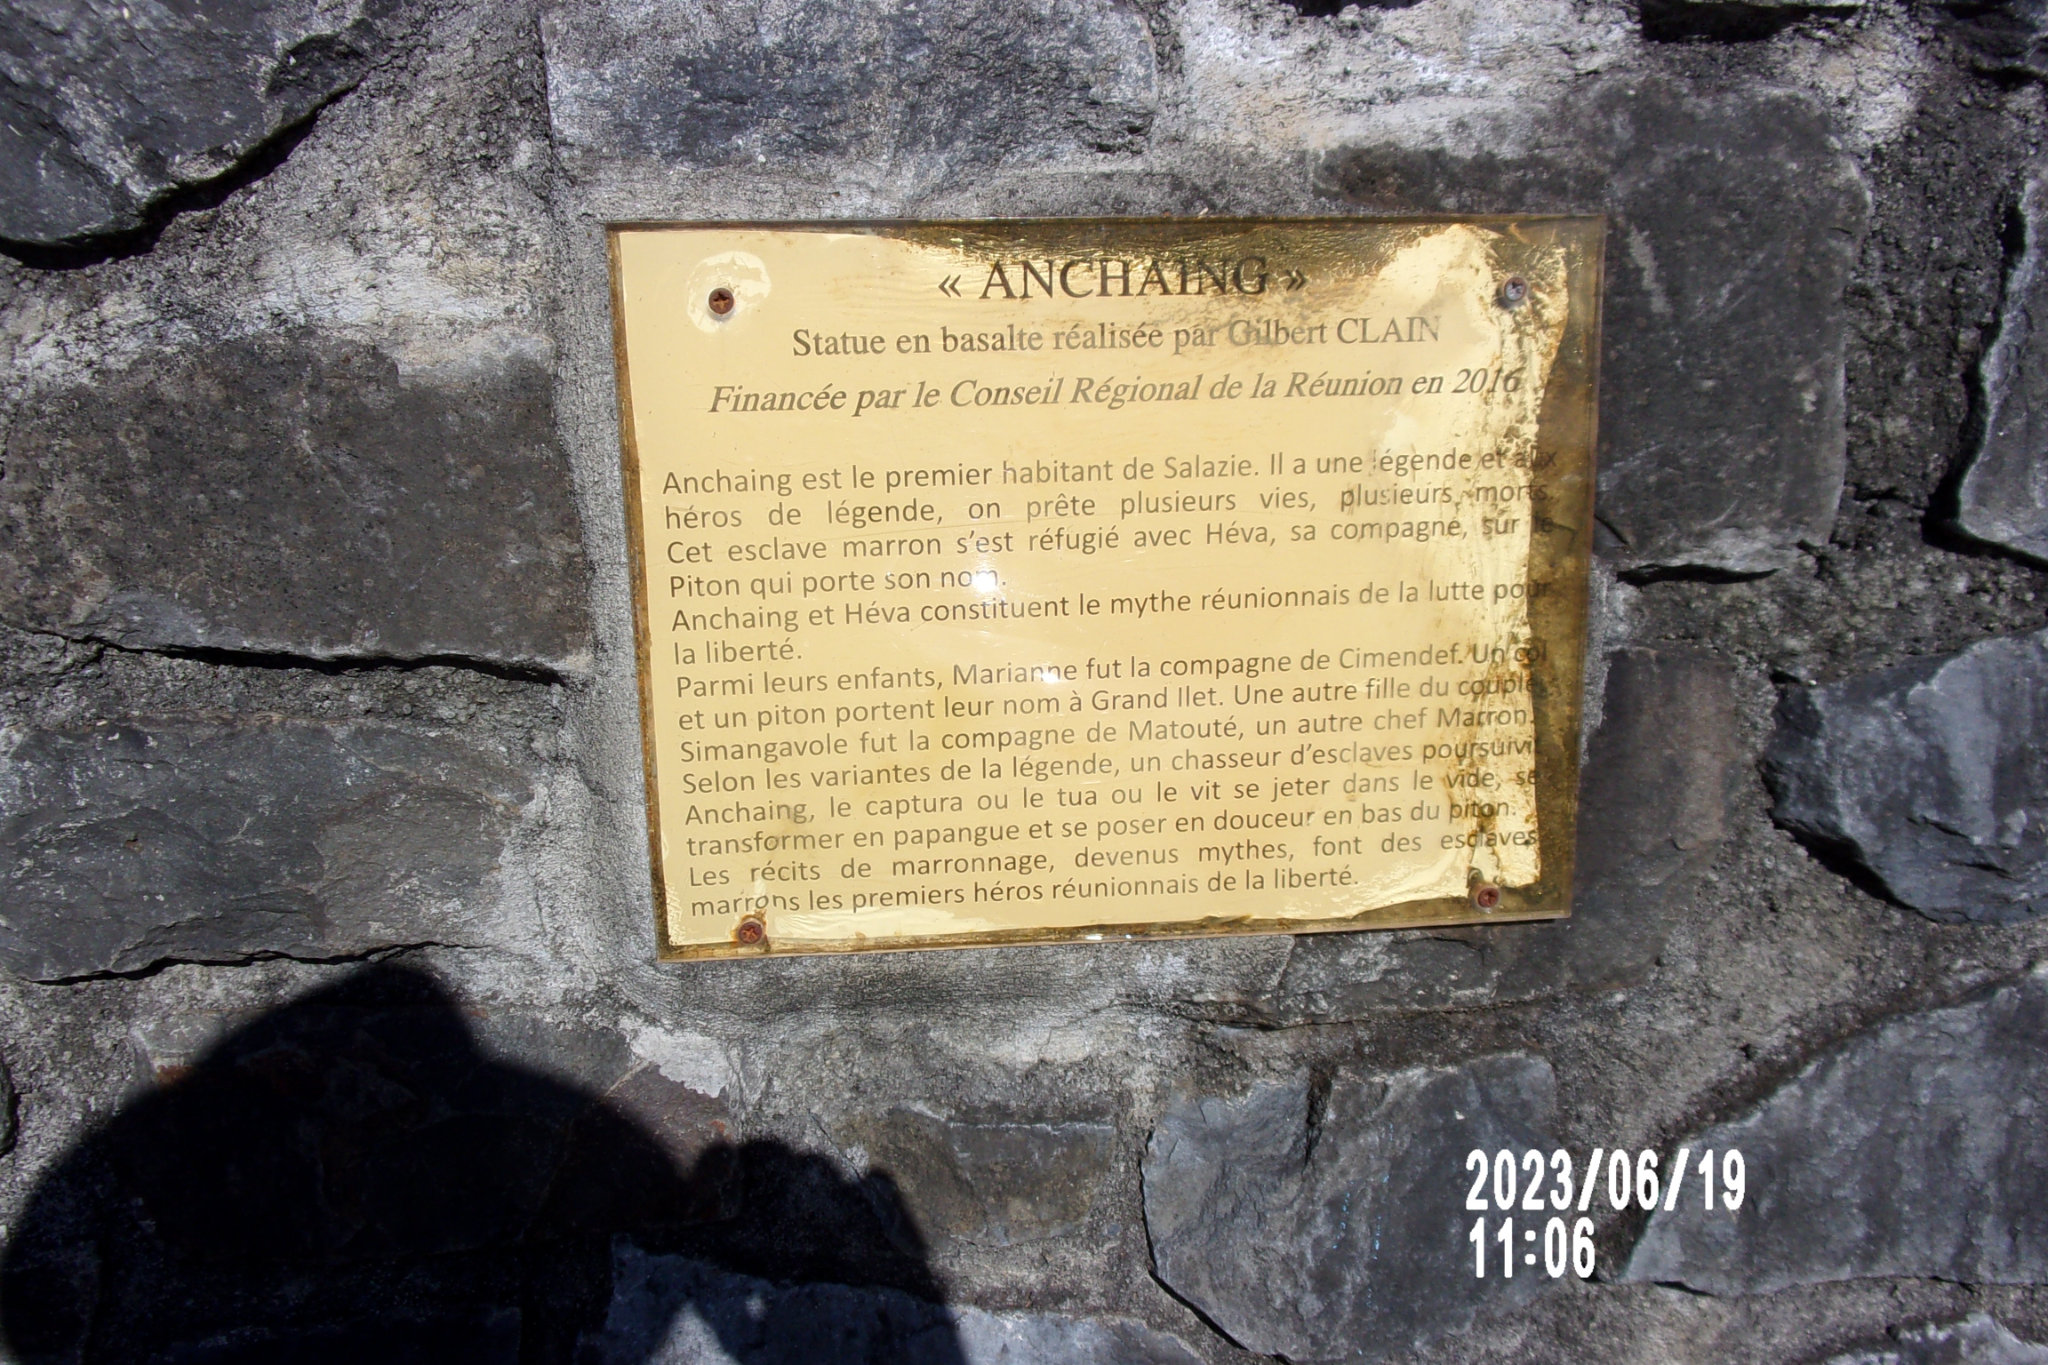 « ANCHAING »
Statue en basalte réalisée par Gilbert CLAIN
Financée par le Conseil Régional de la Réunion en 2016
Anchaing est le premier habitant de Salazie. Il a une légende et aux
héros de légende, on prête plusieurs vies, plusieurs morts.
Cet esclave marron s'est réfugié avec Héva, sa compagne, sur le
Piton qui porte son nom.
Anchaing et Héva constituent le mythe réunionnais de la lutte pour
la liberté.
Parmi leurs enfants, Marianne fut la compagne de Cimendef. Un col
et un piton portent leur nom à Grand Ilet. Une autre fille du couple,
Simangavole fut la compagne de Matouté, un autre chef Marron.
Selon les variantes de la légende, un chasseur d'esclaves poursuivit
Anchaing, le captura ou le tua ou le vit se jeter dans le vide, se
transformer en papangue et se poser en douceur en bas du piton.
Les récits de marronnage, devenus mythes, font des esclaves
marrons les premiers héros réunionnais de la liberté.
2023/06/19
11:06